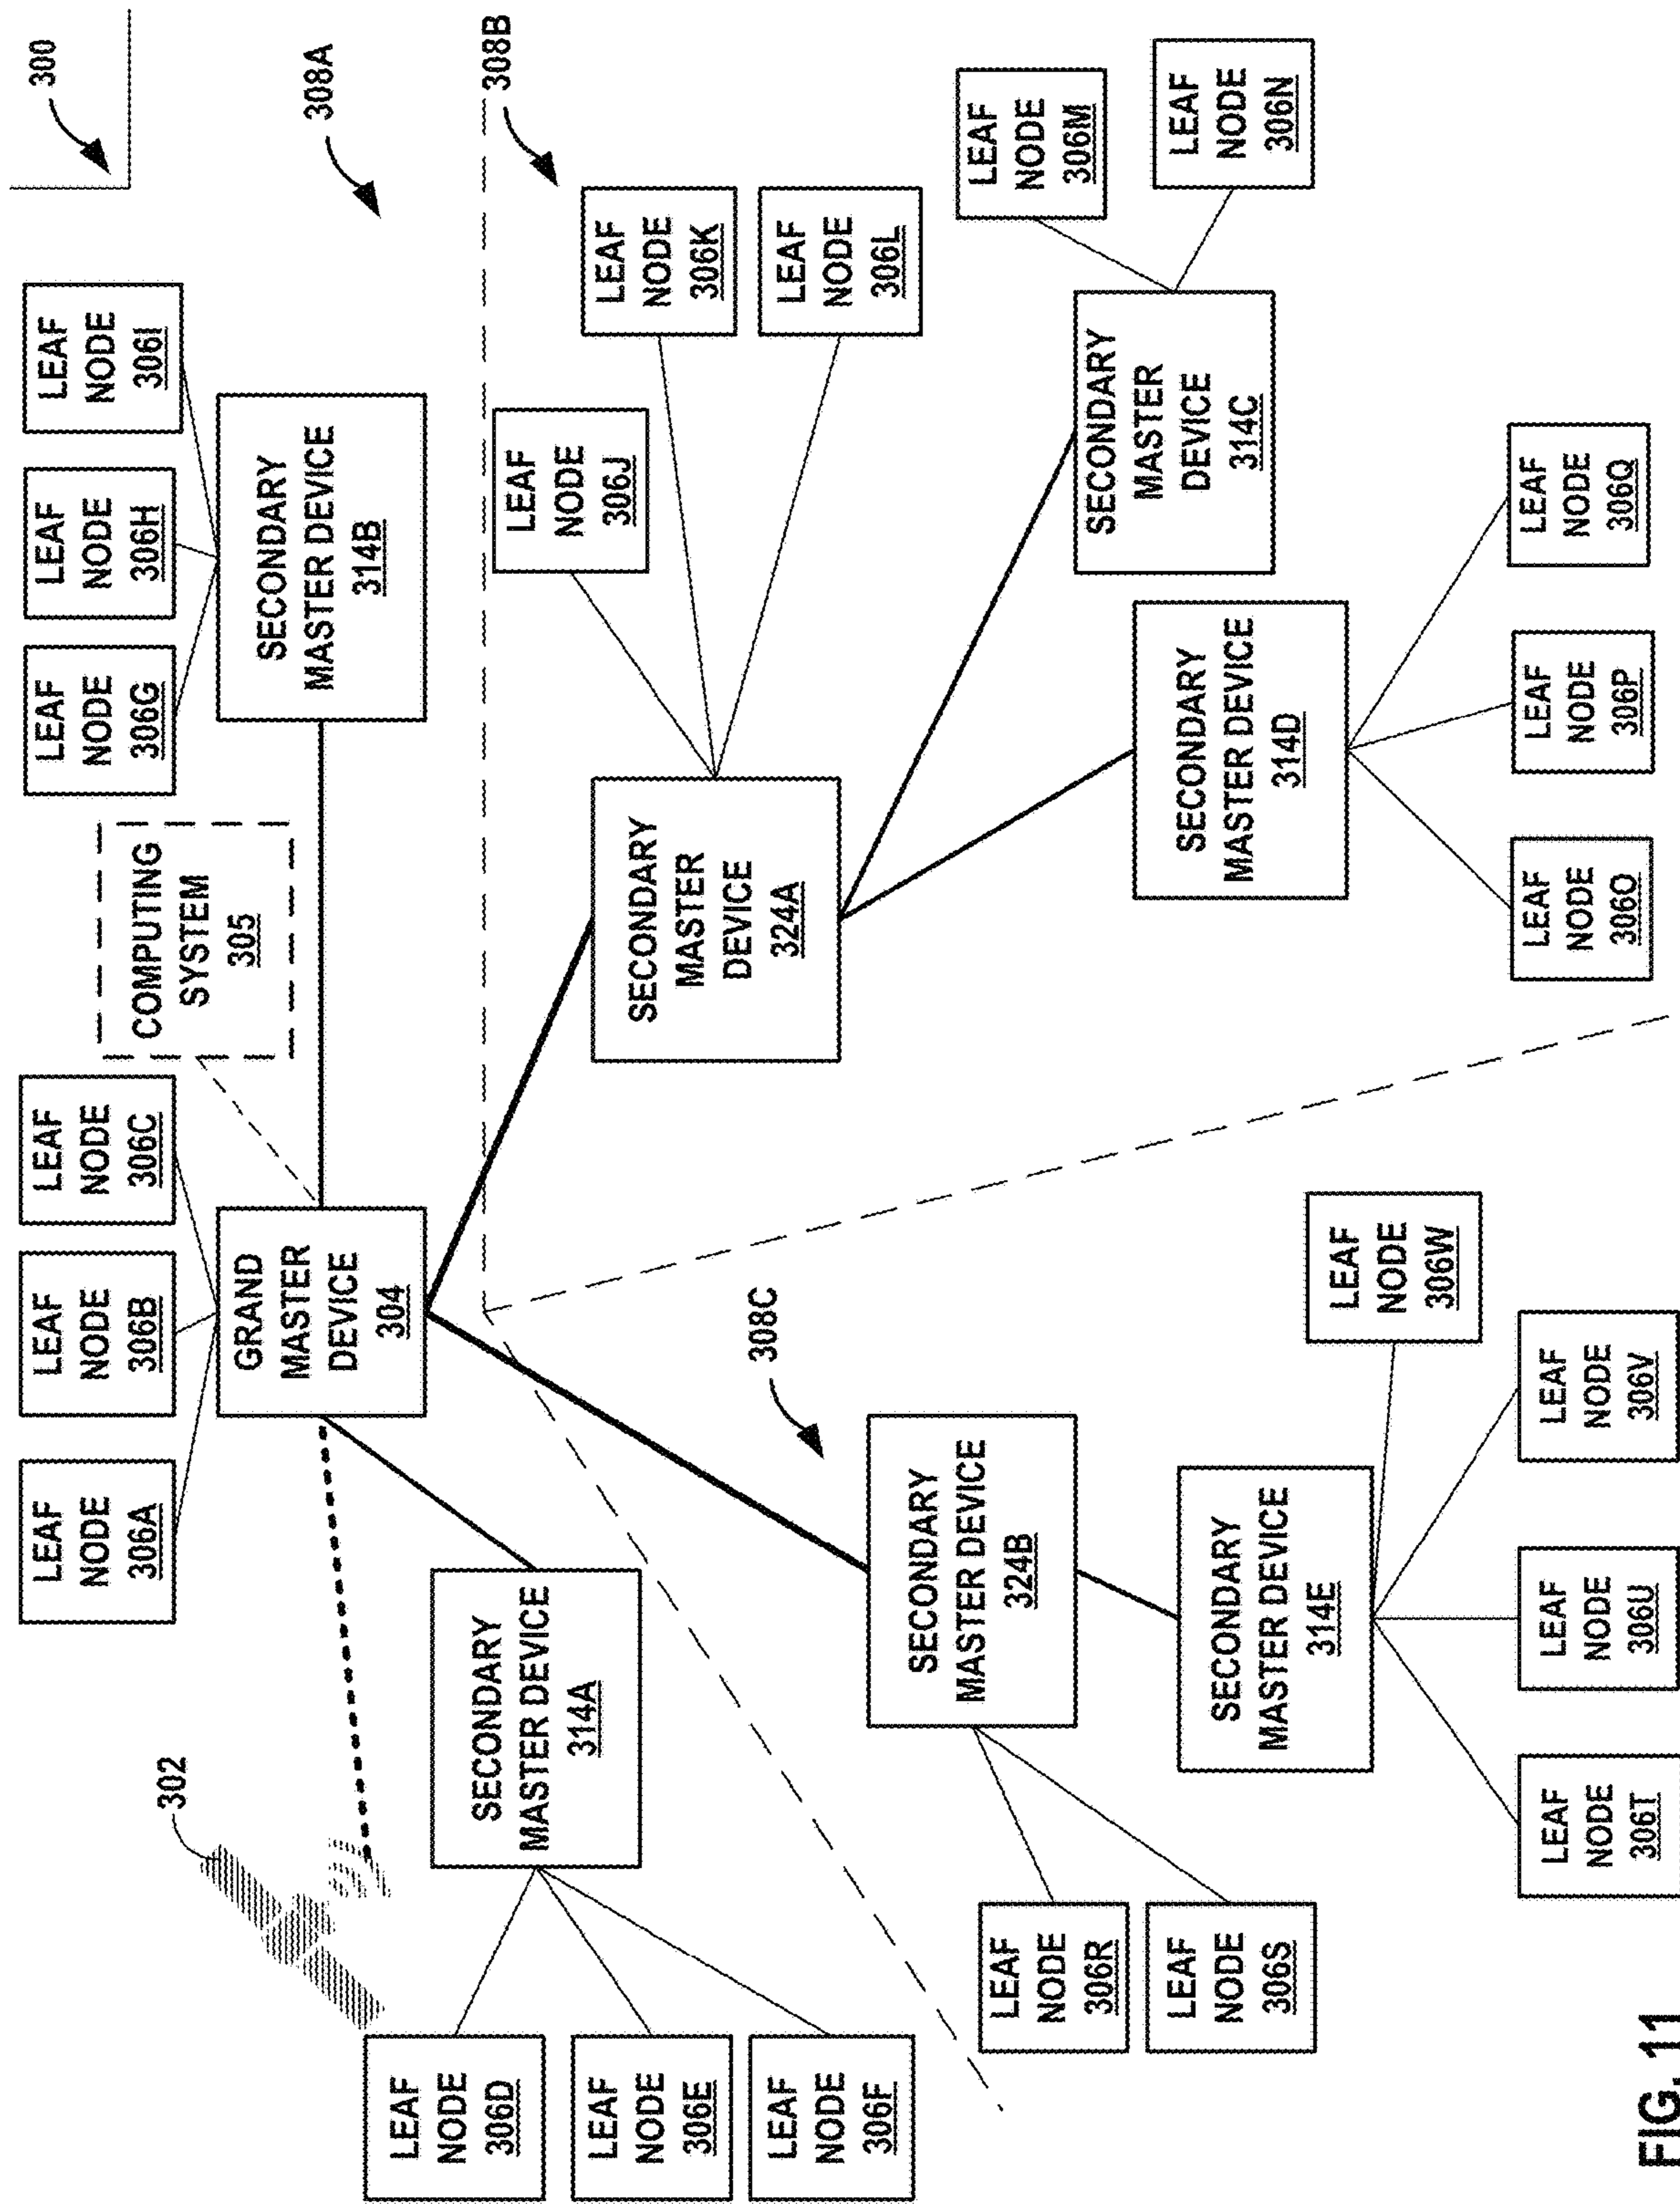 300
308A
308B
302
308C
LEAF
NODE
306A
LEAF
NODE
306B
LEAF
NODE
306C
COMPUTING
SYSTEM
305
LEAF
NODE
306G
LEAF
NODE
306H
LEAF
NODE
306I
GRAND
MASTER
DEVICE
304
SECONDARY
MASTER DEVICE
314B
SECONDARY
MASTER DEVICE
314A
LEAF
NODE
306D
LEAF
NODE
306E
LEAF
NODE
306F
LEAF
NODE
306J
LEAF
NODE
306K
LEAF
NODE
306L
SECONDARY
MASTER
DEVICE
324A
LEAF
NODE
306M
LEAF
NODE
306N
SECONDARY
MASTER
DEVICE
314C
SECONDARY
MASTER DEVICE
314D
LEAF
NODE
306O
LEAF
NODE
306P
LEAF
NODE
306Q
SECONDARY
MASTER DEVICE
324B
LEAF
NODE
306R
LEAF
NODE
306S
SECONDARY
MASTER DEVICE
314E
LEAF
NODE
306T
LEAF
NODE
306U
LEAF
NODE
306V
LEAF
NODE
306W
FIG. 11